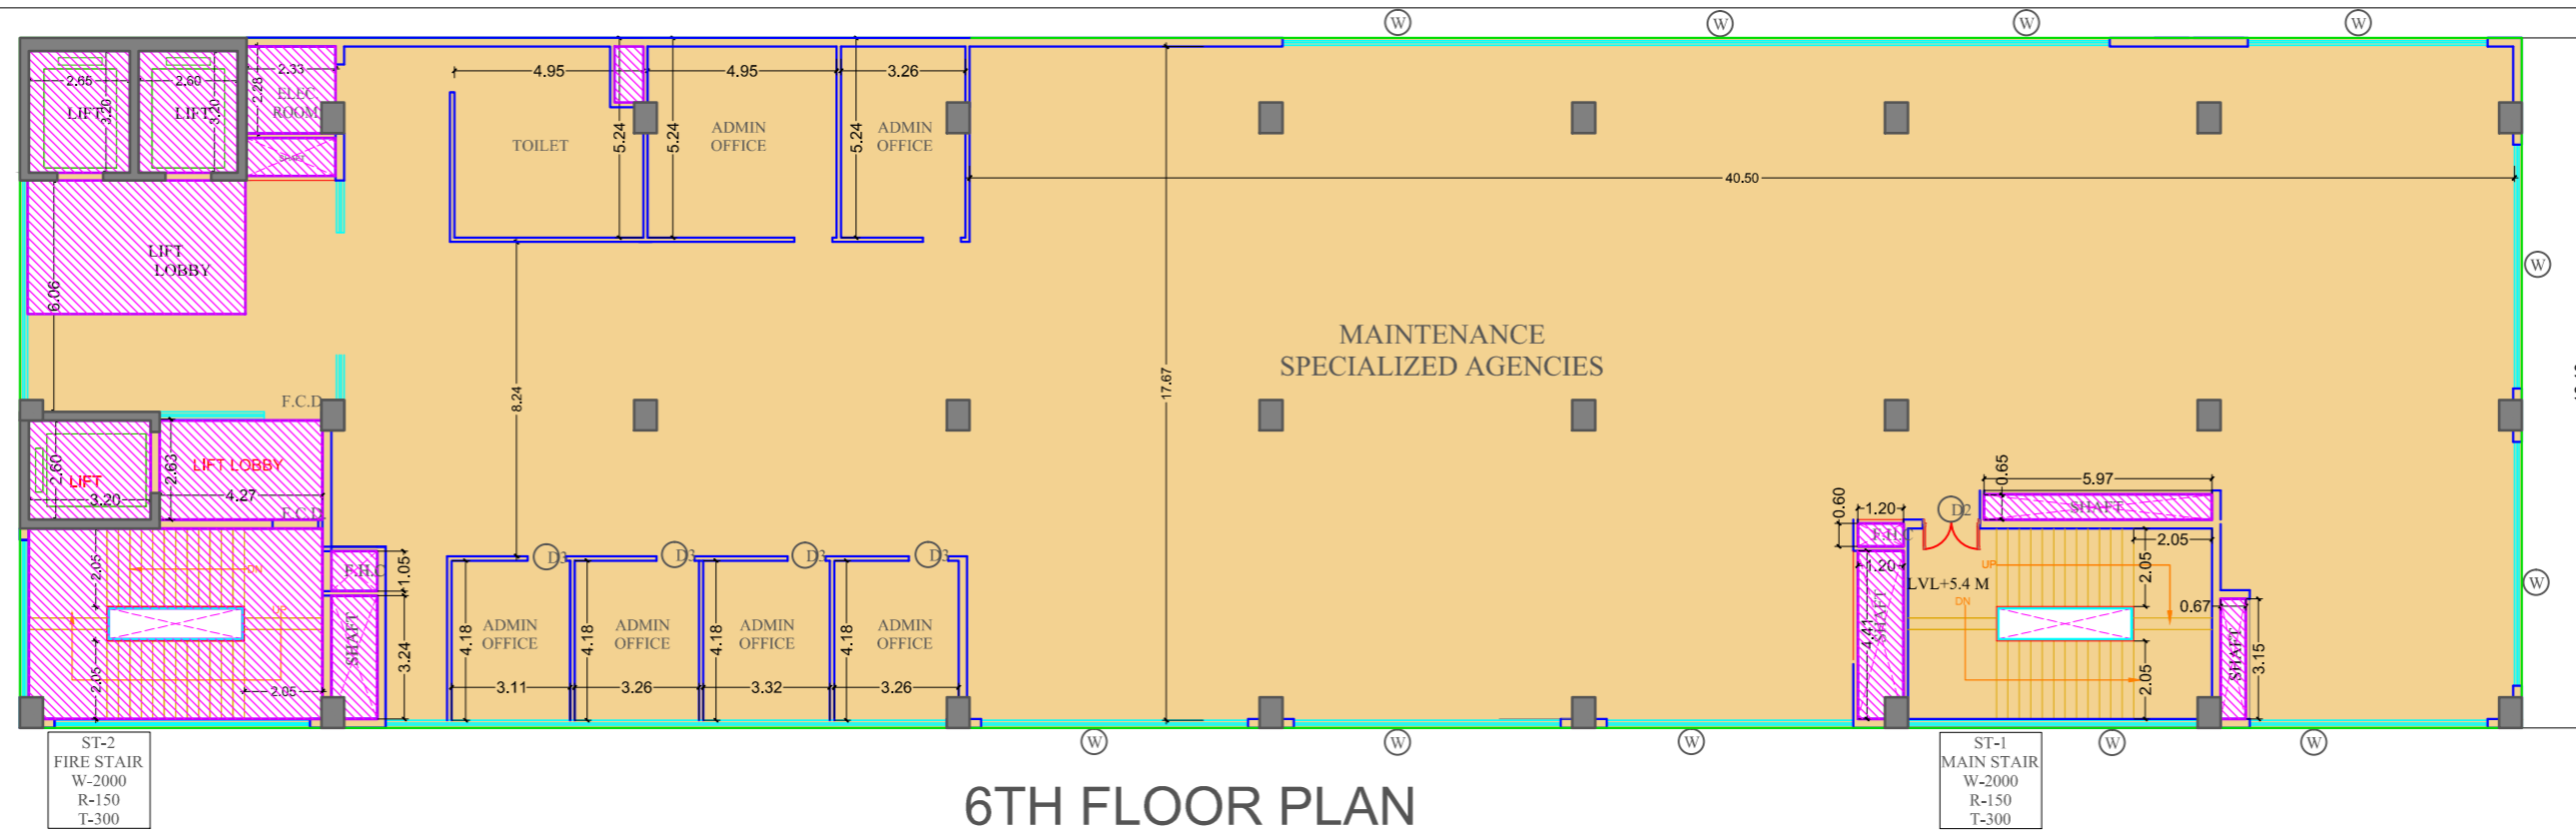 W
W
W
W
2.65
2.60
2.33
4.95
4.95
3.26
2.28
3.20
3.20
LIFT
LIFT
ELEC
ROOM
TOILET
5.24
5.24
5.24
ADMIN
OFFICE
ADMIN
OFFICE
40.50
LIFT
LOBBY
6.06
W
MAINTENANCE
SPECIALIZED AGENCIES
8.24
17.67
F.C.D.
LIFT LOBBY
LIFT
2.60
2.63
3.20
4.27
F.C.D.
0.65
5.97
SHAFT
0.60
1.20
D2
F.H.C
2.05
2.05
DN
UP
F.H.C
1.05
D3
D3
D3
D3
1.20
UP
LVL+5.4 M
DN
0.67
W
ADMIN
OFFICE
ADMIN
OFFICE
ADMIN
OFFICE
ADMIN
OFFICE
4.18
4.18
4.18
4.18
3.11
3.26
3.32
3.26
SHAFT
3.24
2.05
2.05
4.41
SHAFT
2.05
SHAFT
3.15
W
W
W
W
W
ST-2
FIRE STAIR
W-2000
R-150
T-300
ST-1
MAIN STAIR
W-2000
R-150
T-300
6TH FLOOR PLAN